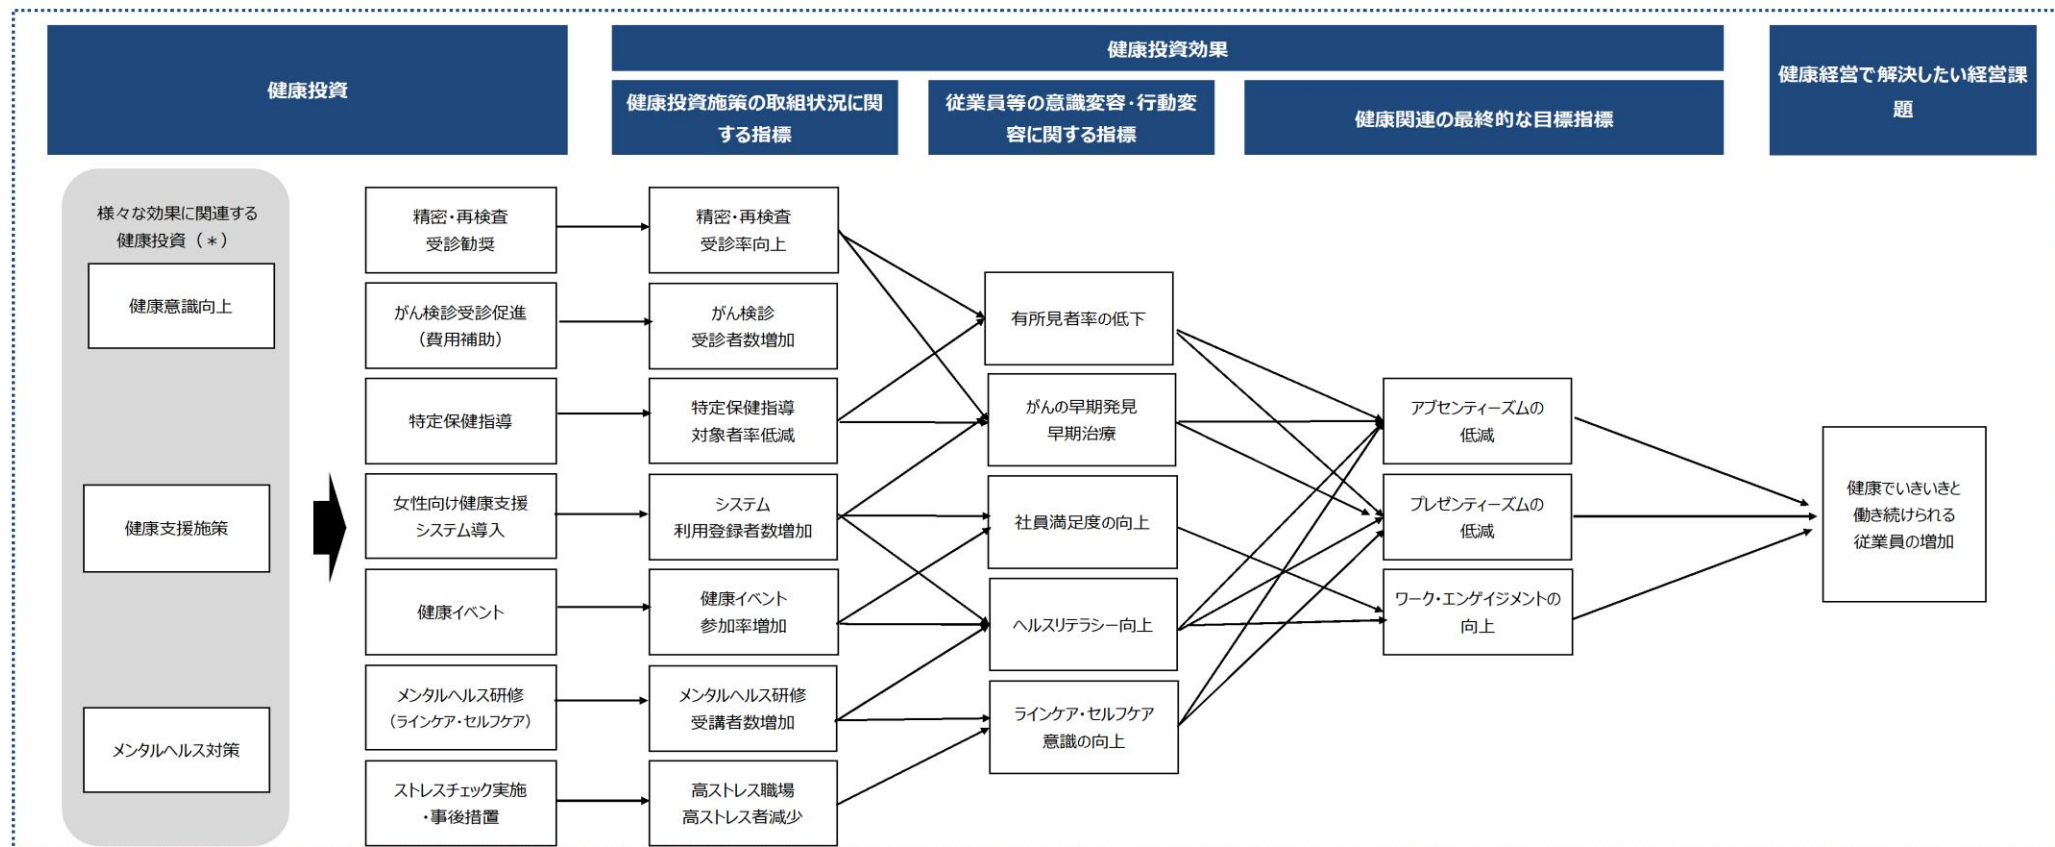 健康投資
健康投資効果
健康投資施策の取組状況に関
する指標
従業員等の意識変容・行動変
容に関する指標
健康関連の最終的な目標指標
健康経営で解決したい経営課
題
様々な効果に関連する
健康投資（＊）
健康意識向上
健康支援施策
メンタルヘルス対策
精密・再検査
受診勧奨
がん検診受診促進
（費用補助）
特定保健指導
女性向け健康支援
システム導入
健康イベント
メンタルヘルス研修
（ラインケア・セルフケア）
ストレスチェック実施
・事後措置
精密・再検査
受診率向上
がん検診
受診者数増加
特定保健指導
対象者率低減
システム
利用登録者数増加
健康イベント
参加率増加
メンタルヘルス研修
受講者数増加
高ストレス職場
高ストレス者減少
有所見者率の低下
がんの早期発見
早期治療
社員満足度の向上
ヘルスリテラシー向上
ラインケア・セルフケア
意識の向上
アブセンティーズムの
低減
プレゼンティーズムの
低減
ワーク・エンゲイジメントの
向上
健康でいきいきと
働き続けられる
従業員の増加